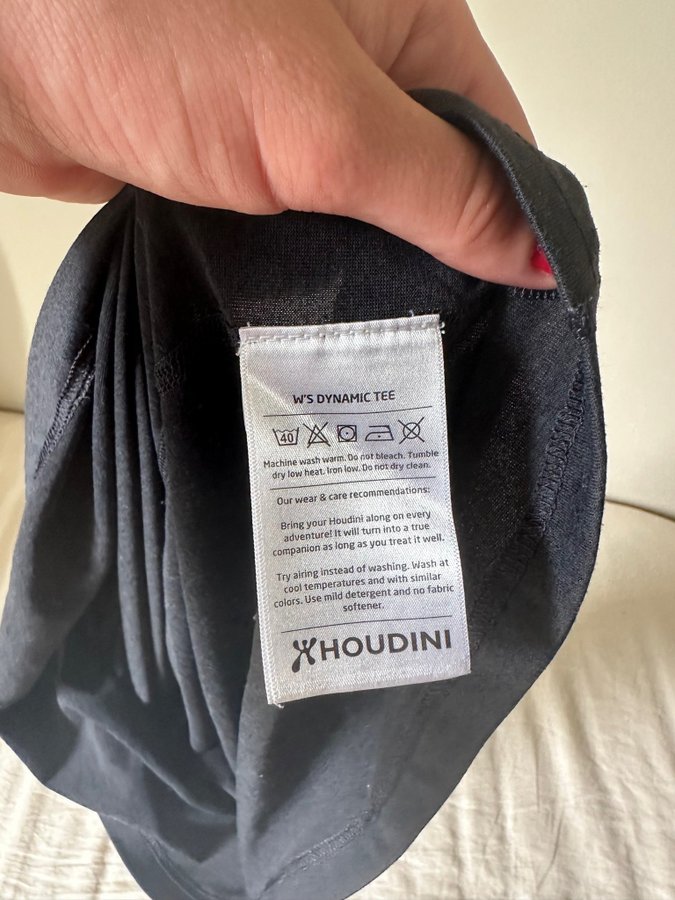 W'S DYNAMIC TEE
40
Machine wash warm. Do not bleach. Tumble
dry low heat. Iron low. Do not dry clean.
Our wear & care recommendations:
Bring your Houdini along on every
adventure! It will turn into a true
companion as long as you treat it well.
Try airing instead of washing. Wash at
cool temperatures and with similar
colors. Use mild detergent and no fabric
softener.
HOUDINI